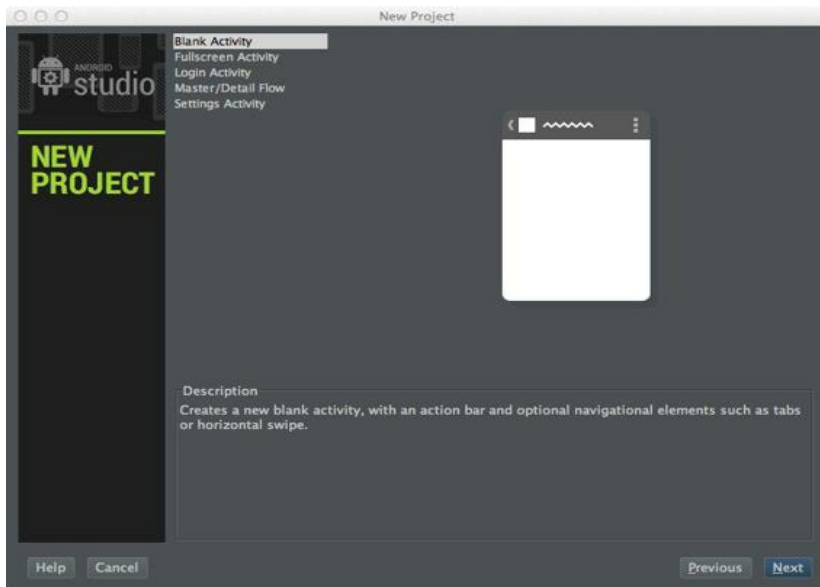 New Project
ANDROID
studio
NEW
PROJECT
Blank Activity
Fullscreen Activity
Login Activity
Master/Detail Flow
Settings Activity
Description
Creates a new blank activity, with an action bar and optional navigational elements such as tabs
or horizontal swipe.
Help
Cancel
Previous
Next